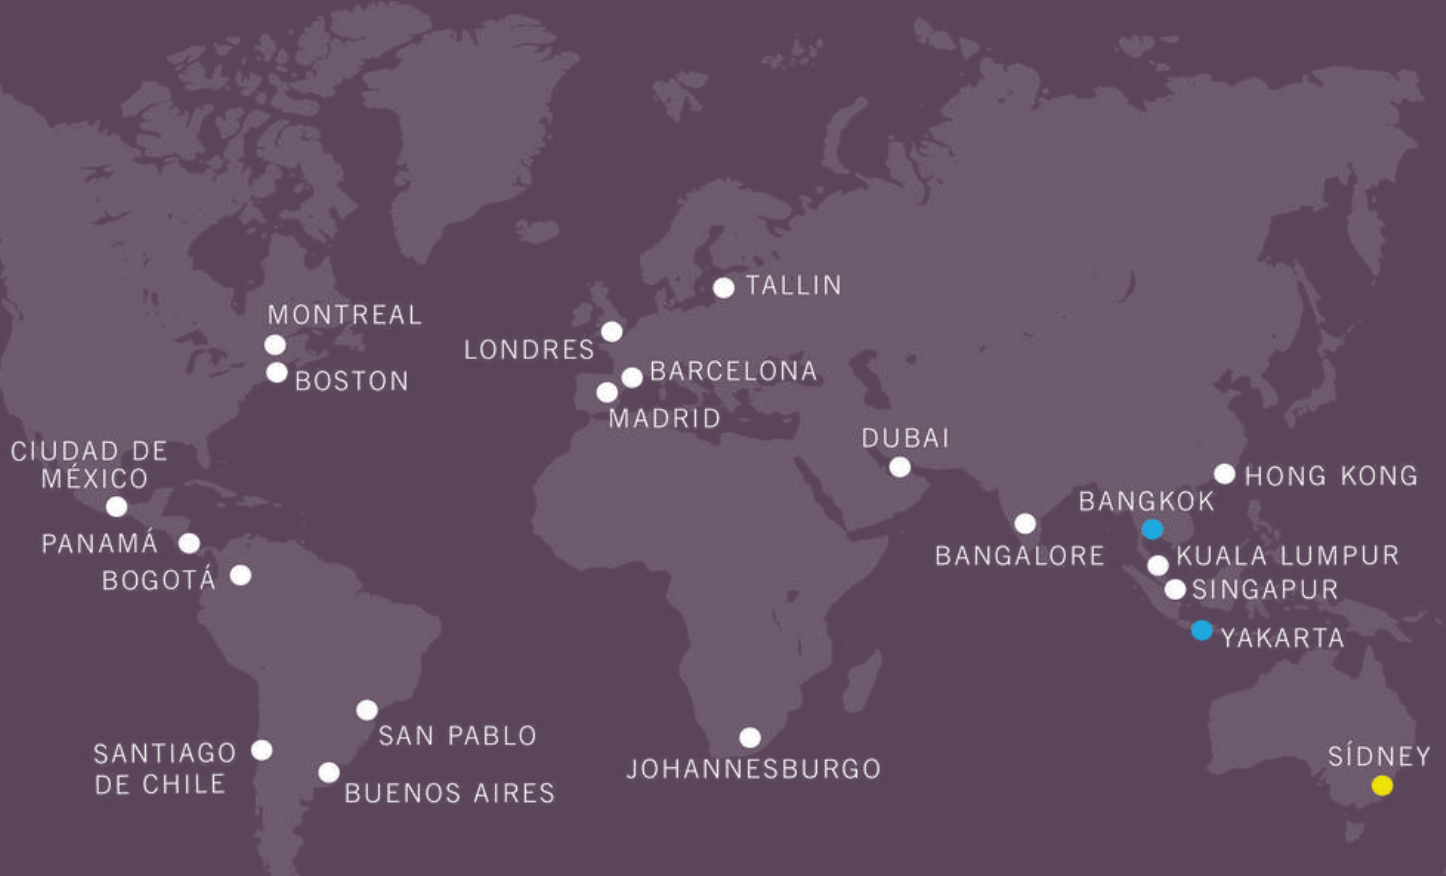 TALLIN
MONTREAL
LONDRES
BARCELONA
BOSTON
MADRID
DUBAI
CIUDAD DE
MÉXICO
HONG KONG
BANGKOK
PANAMÁ
BANGALORE
KUALA LUMPUR
BOGOTÁ
SINGAPUR
YAKARTA
SAN PABLO
SANTIAGO
DE CHILE
SÍDNEY
JOHANNESBURGO
BUENOS AIRES